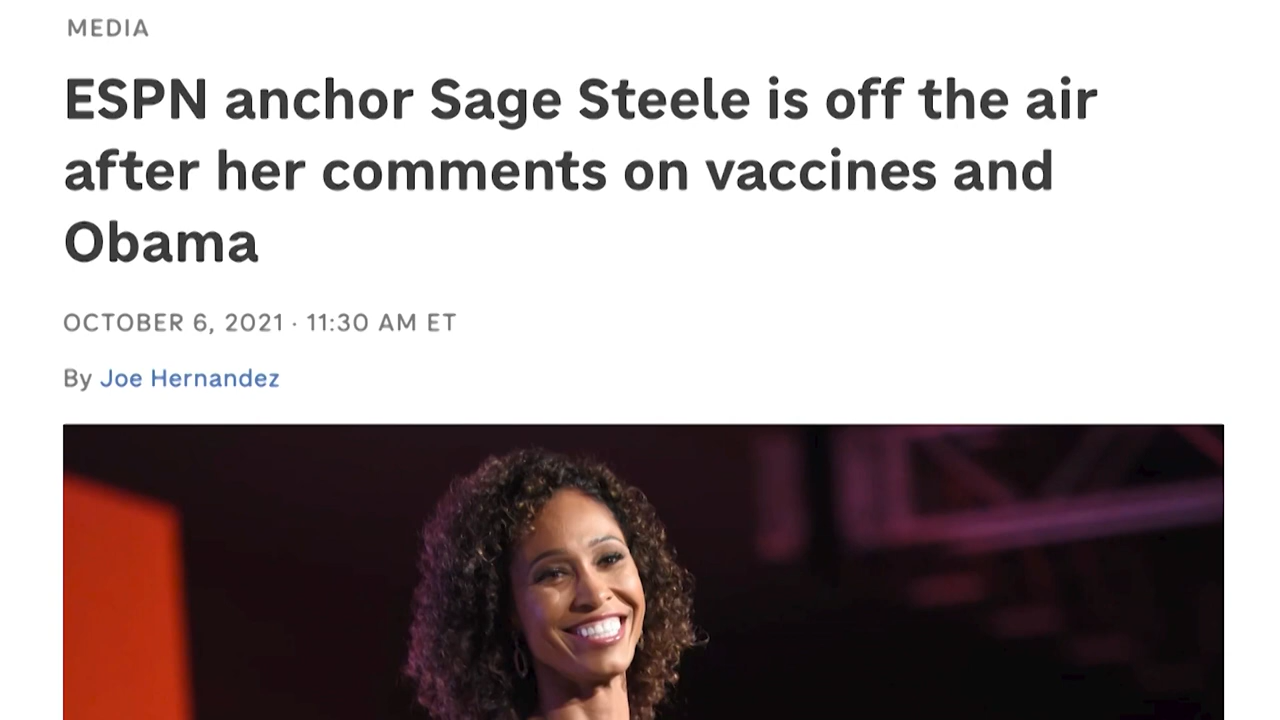 MEDIA
ESPN anchor Sage Steele is off the air
after her comments on vaccines and
Obama
OCTOBER 6, 2021 · 11:30 AM ET
By Joe Hernandez